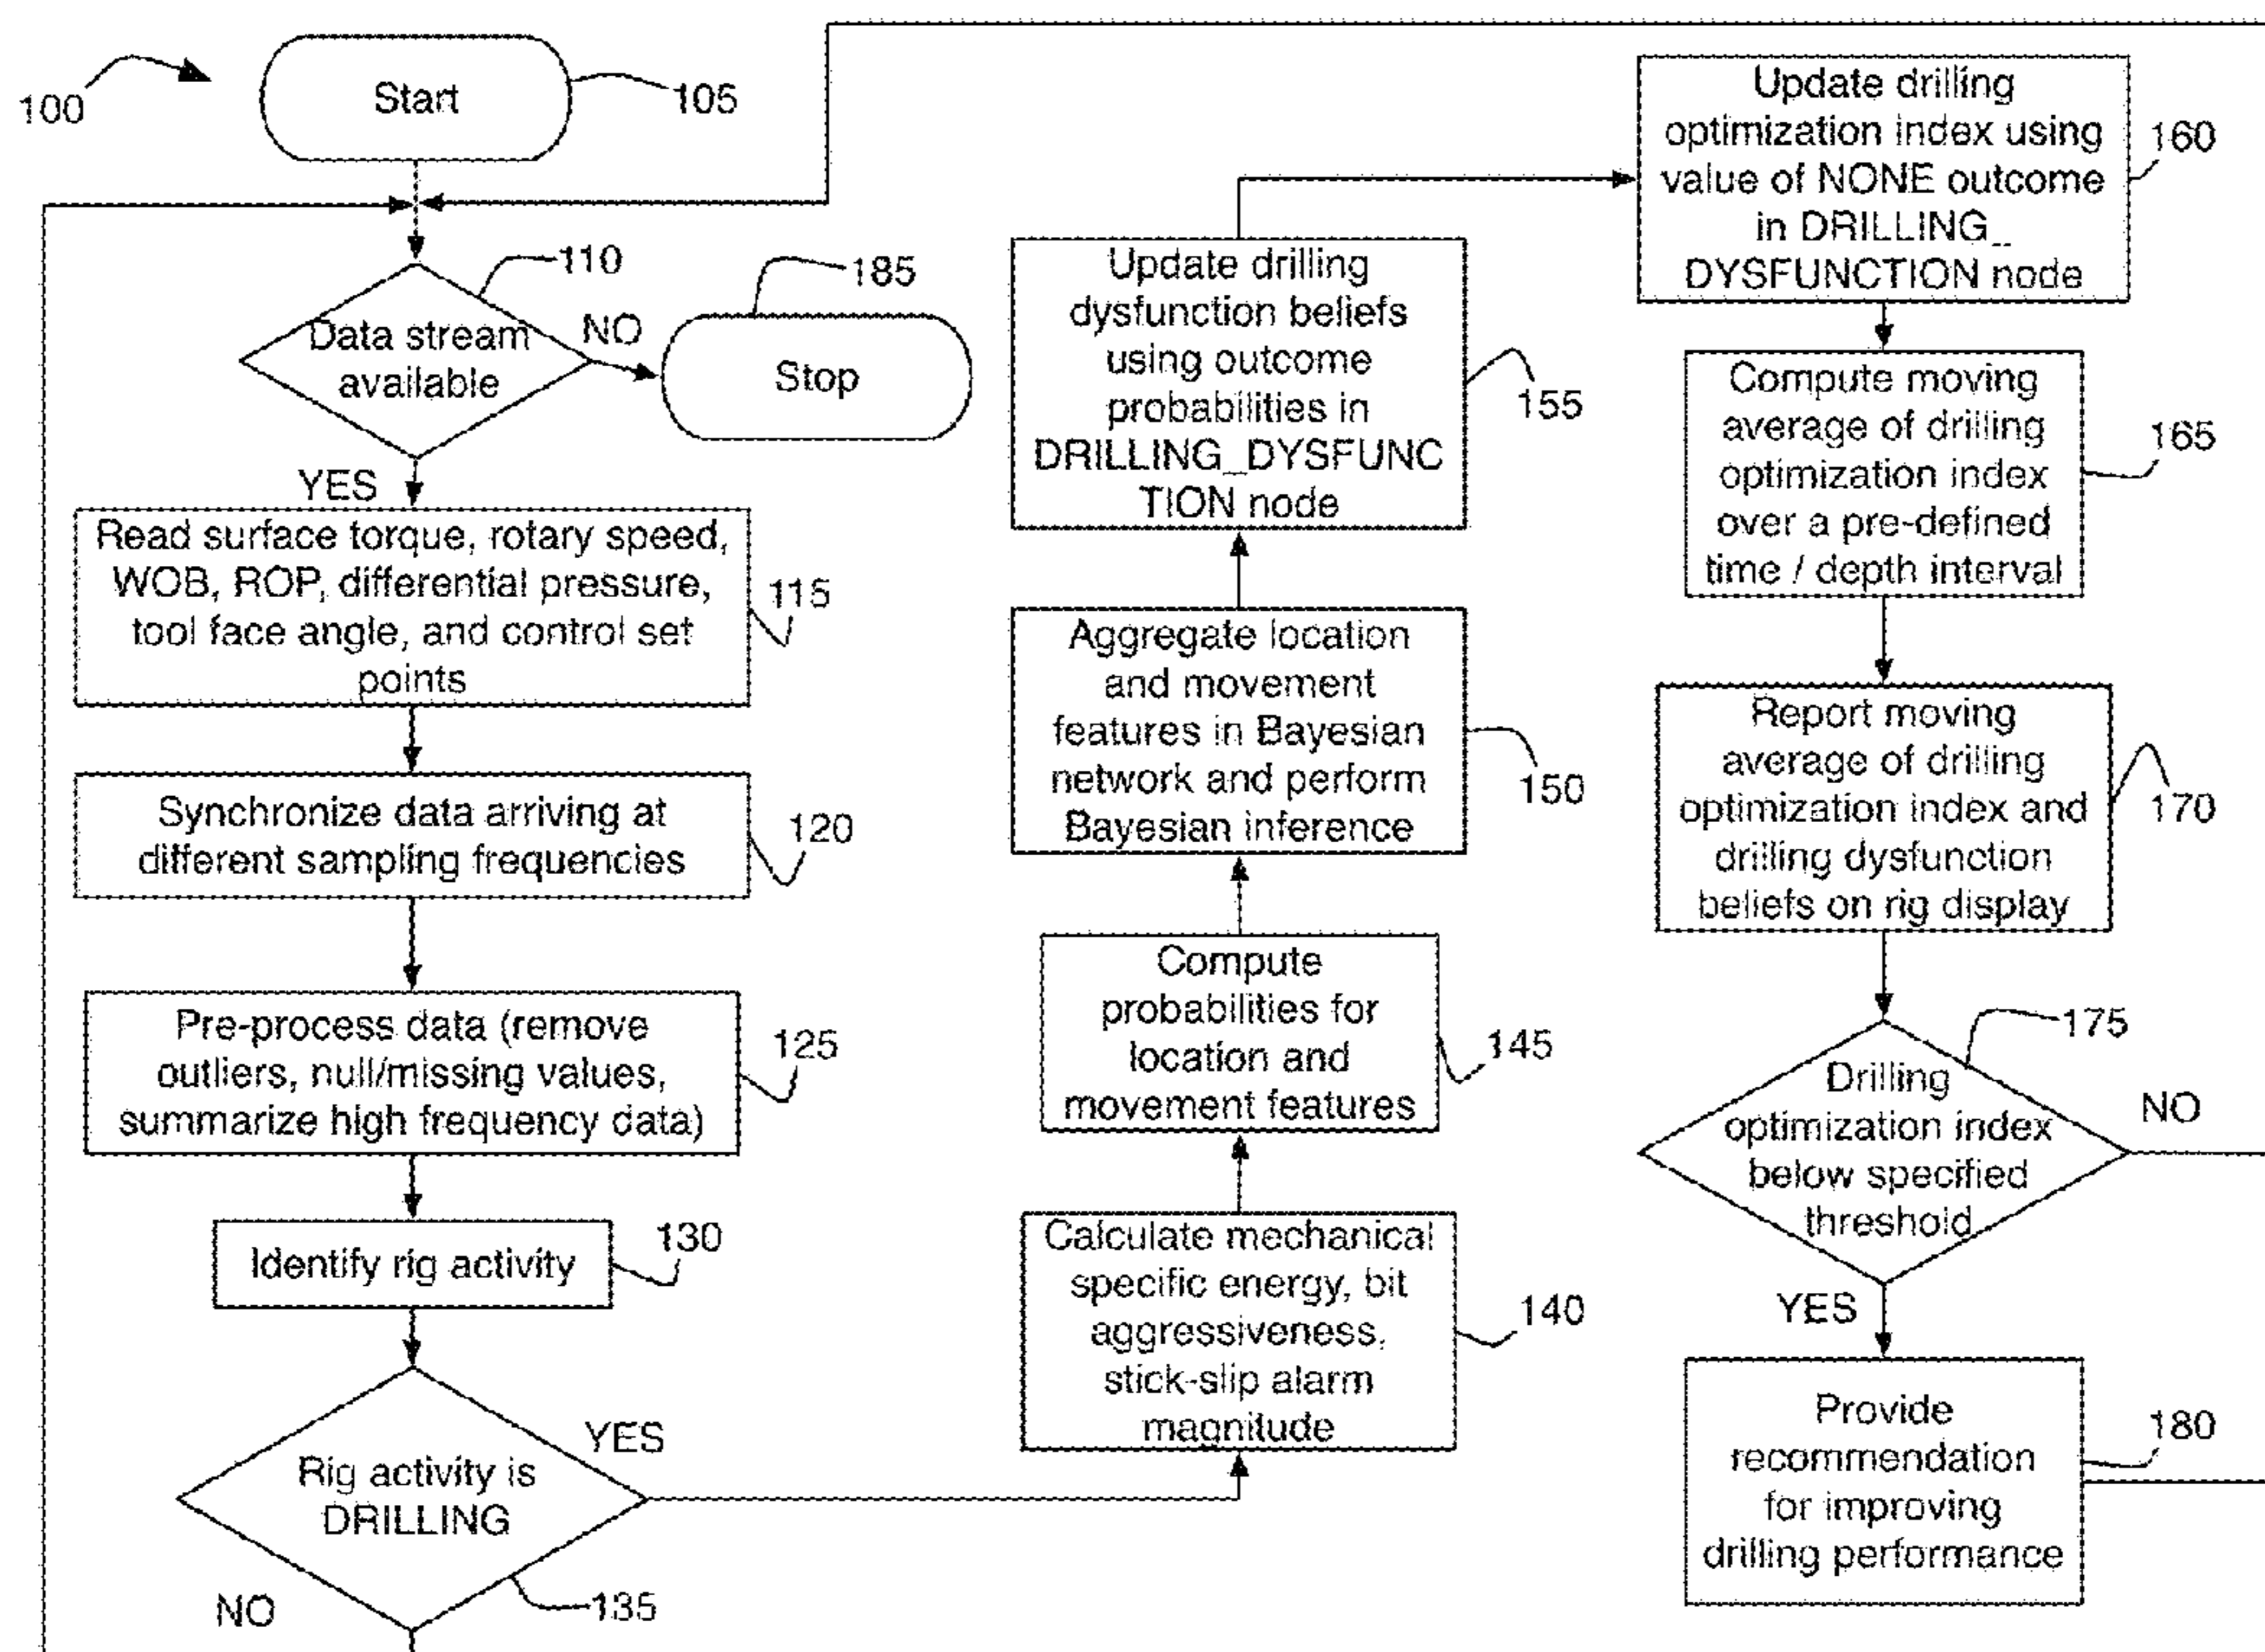 100
Start
105
110
Data stream
available
NO
185
Stop
YES
Read surface torque, rotary speed,
WOB, ROP, differential pressure,
tool face angle, and control set
points
115
Synchronize data arriving at
different sampling frequencies
120
Pre-process data (remove
outliers, null/missing values,
summarize high frequency data)
125
Identify rig activity
130
Rig activity is
DRILLING
YES
NO
135
Calculate mechanical
specific energy, bit
aggressiveness,
stick-slip alarm
magnitude
140
Compute
probabilities for
location and
movement features
145
Aggregate location
and movement
features in Bayesian
network and perform
Bayesian inference
150
Update drilling
dysfunction beliefs
using outcome
probabilities in
DRILLING_DYSFUNC
TION node
155
Update drilling
optimization index using
value of NONE outcome
in DRILLING_
DYSFUNCTION node
160
Compute moving
average of drilling
optimization index
over a pre-defined
time / depth interval
165
Report moving
average of drilling
optimization index and
drilling dysfunction
beliefs on rig display
170
Drilling
optimization index
below specified
threshold
175
NO
YES
Provide
recommendation
for improving
drilling performance
180